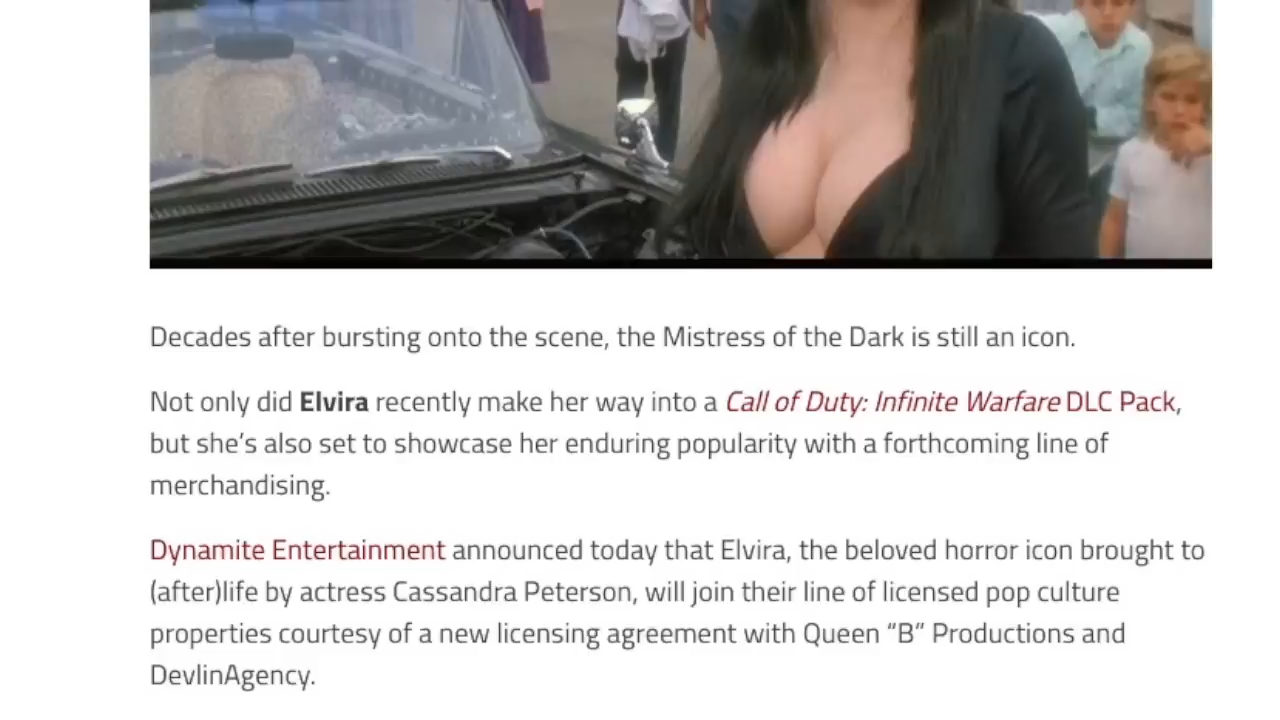 Decades after bursting onto the scene, the Mistress of the Dark is still an icon.
Not only did Elvira recently make her way into a Call of Duty: Infinite Warfare DLC Pack,
but she’s also set to showcase her enduring popularity with a forthcoming line of
merchandising.
Dynamite Entertainment announced today that Elvira, the beloved horror icon brought to
(after)life by actress Cassandra Peterson, will join their line of licensed pop culture
properties courtesy of a new licensing agreement with Queen “B” Productions and
DevlinAgency.